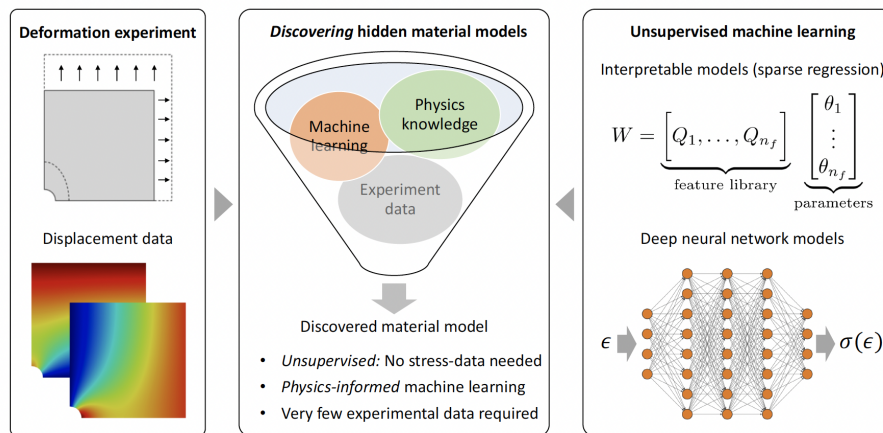 Deformation experiment
Displacement data
Discovering hidden material models
Machine
learning
Physics
knowledge
Experiment
data
Discovered material model
• Unsupervised: No stress-data needed
• Physics-informed machine learning
• Very few experimental data required
Unsupervised machine learning
Interpretable models (sparse regression)
W = [Q₁, . . . , Qₙ_f] [θ₁ ⋮ θₙ_f]
feature library
parameters
Deep neural network models
ϵ
σ(ϵ)